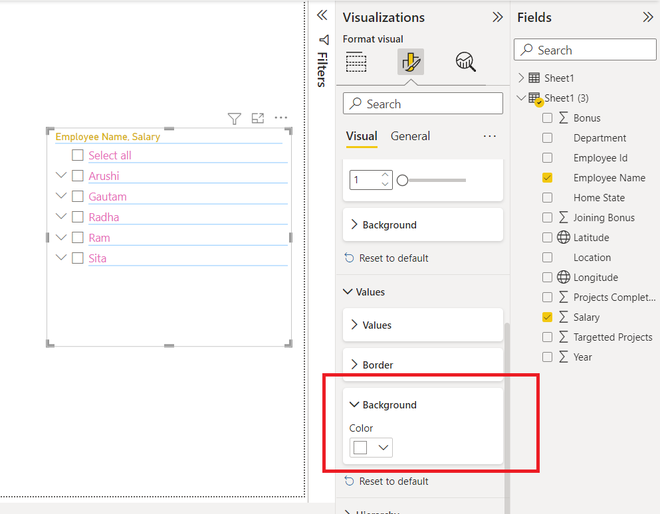 Employee Name, Salary
Select all
Arushi
Gautam
Radha
Ram
Sita
Filters
Visualizations
Format visual
Search
Visual
General
1
Background
Reset to default
Values
Values
Border
Background
Color
Reset to default
Fields
Search
Sheet1
Sheet1 (3)
Bonus
Department
Employee Id
Employee Name
Home State
Joining Bonus
Latitude
Location
Longitude
Projects Complet...
Salary
Targetted Projects
Year